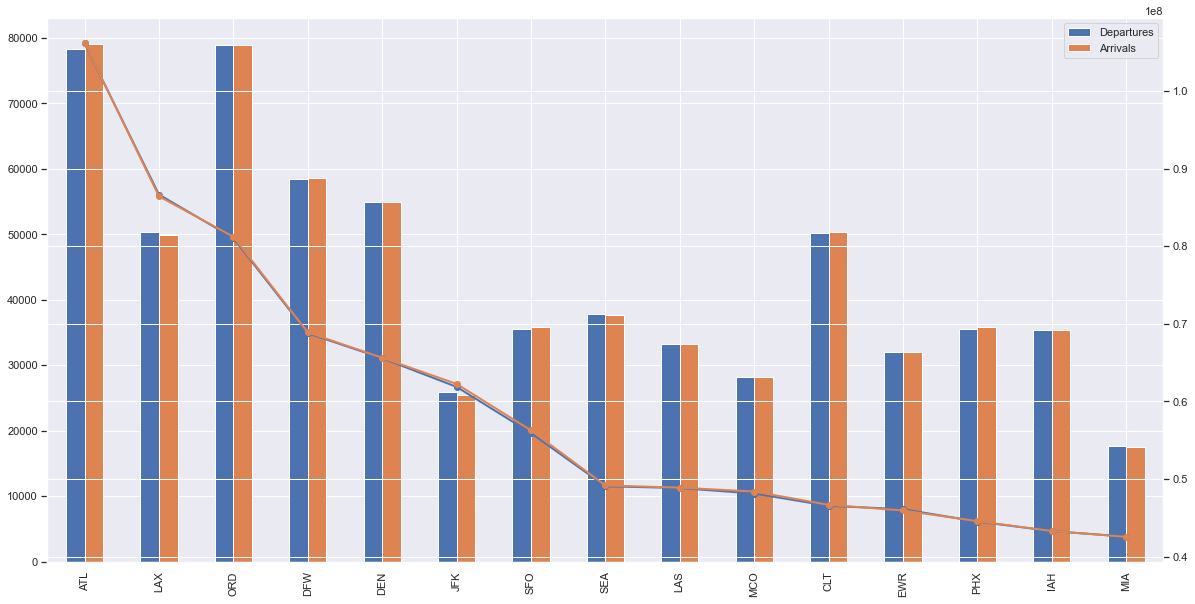 1e8
Departures
Arrivals
80000
70000
60000
50000
40000
30000
20000
10000
0
1.0
0.9
0.8
0.7
0.6
0.5
0.4
ATL
LAX
ORD
DFW
DEN
JFK
SFO
SEA
LAS
MCO
CLT
EWR
PHX
IAH
MIA